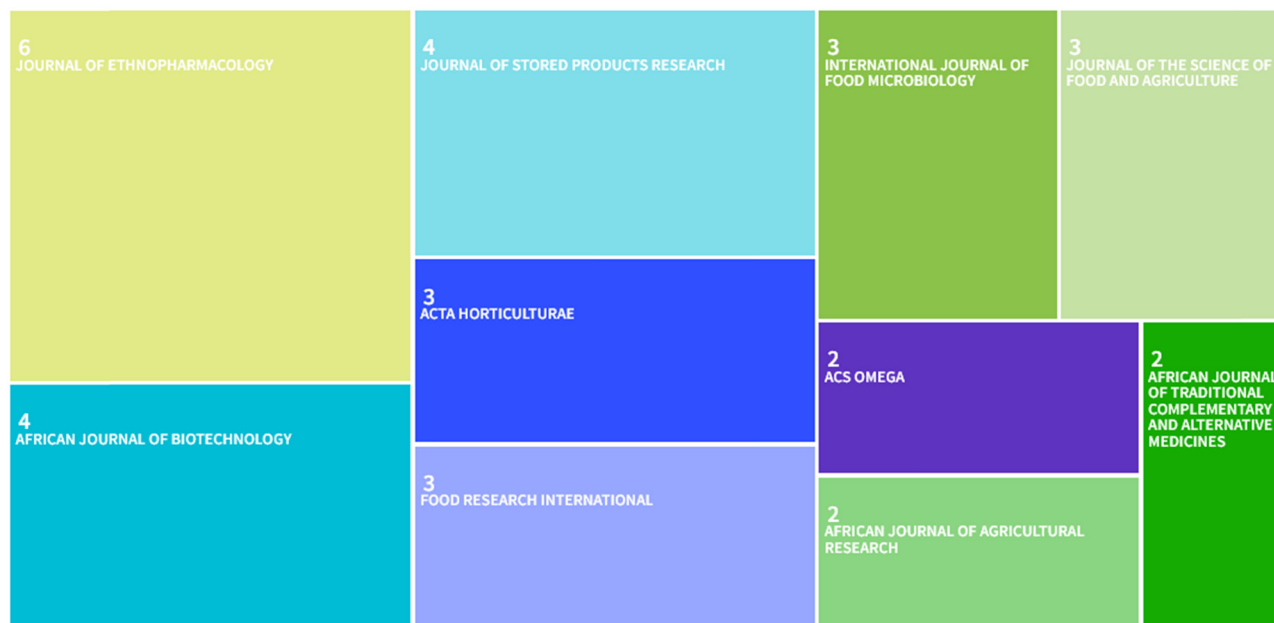 6
JOURNAL OF ETHNOPHARMACOLOGY
4
AFRICAN JOURNAL OF BIOTECHNOLOGY
4
JOURNAL OF STORED PRODUCTS RESEARCH
3
ACTA HORTICULTURAE
3
FOOD RESEARCH INTERNATIONAL
3
INTERNATIONAL JOURNAL OF
FOOD MICROBIOLOGY
3
JOURNAL OF THE SCIENCE OF
FOOD AND AGRICULTURE
2
ACS OMEGA
2
AFRICAN JOURNAL OF AGRICULTURAL
RESEARCH
2
AFRICAN JOURNAL
OF TRADITIONAL
COMPLEMENTARY
AND ALTERNATIVE
MEDICINES